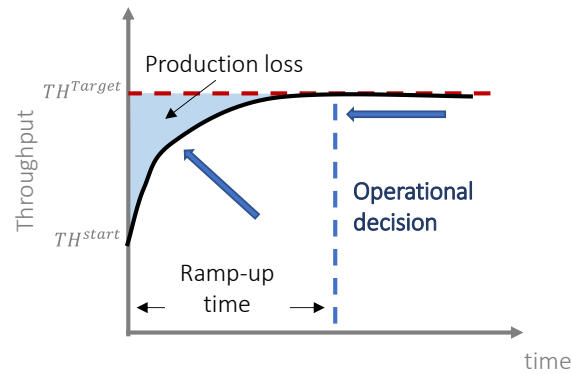 Production loss
TH^Target
Throughput
Operational
decision
TH^start
Ramp-up
time
time